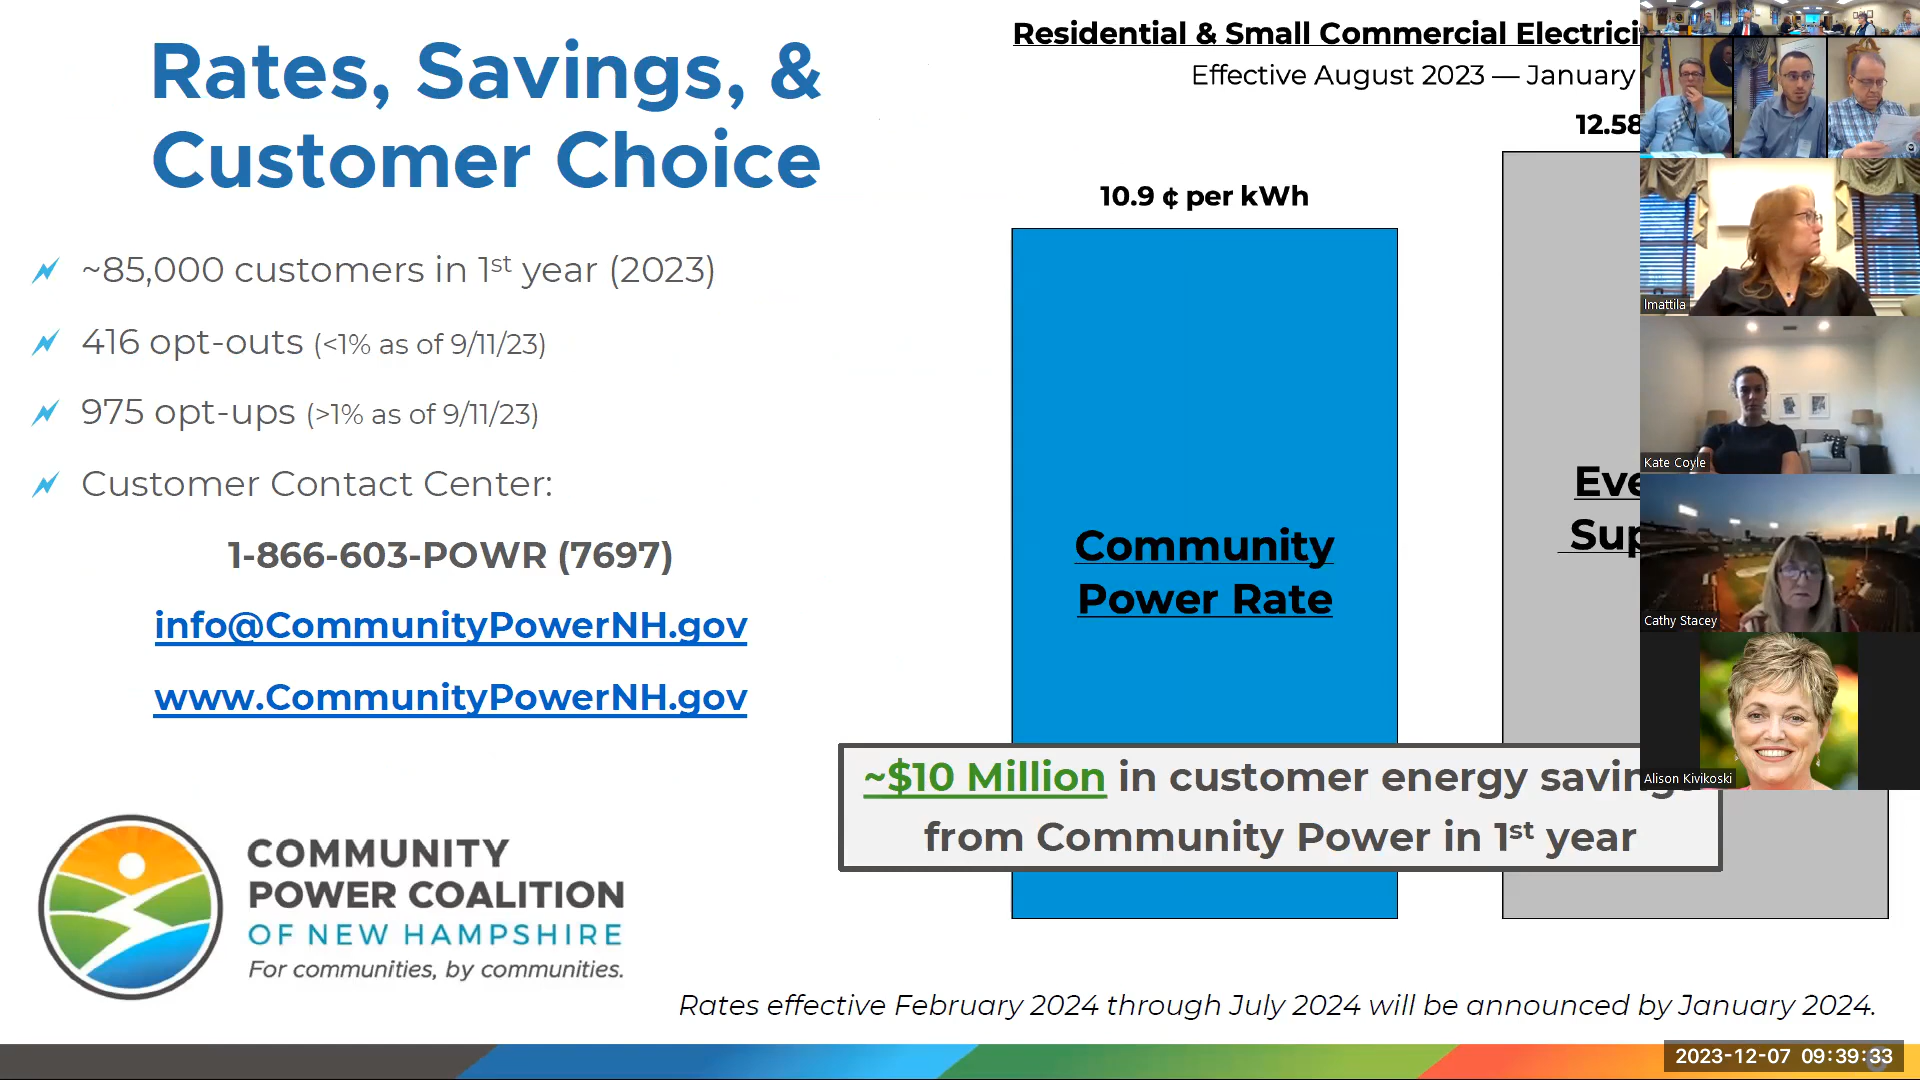 Rates, Savings, &
Customer Choice
~85,000 customers in 1st year (2023)
416 opt-outs (<1% as of 9/11/23)
975 opt-ups (>1% as of 9/11/23)
Customer Contact Center:
1-866-603-POWR (7697)
info@CommunityPowerNH.gov
www.CommunityPowerNH.gov
COMMUNITY
POWER COALITION
OF NEW HAMPSHIRE
For communities, by communities.
Residential & Small Commercial Electrici
Effective August 2023 — January
12.58
10.9 ¢ per kWh
Community
Power Rate
Eve
Sup
~$10 Million in customer energy savings
from Community Power in 1st year
Rates effective February 2024 through July 2024 will be announced by January 2024.
lmattila
Kate Coyle
Cathy Stacey
Alison Kivikoski
2023-12-07 09:39:33